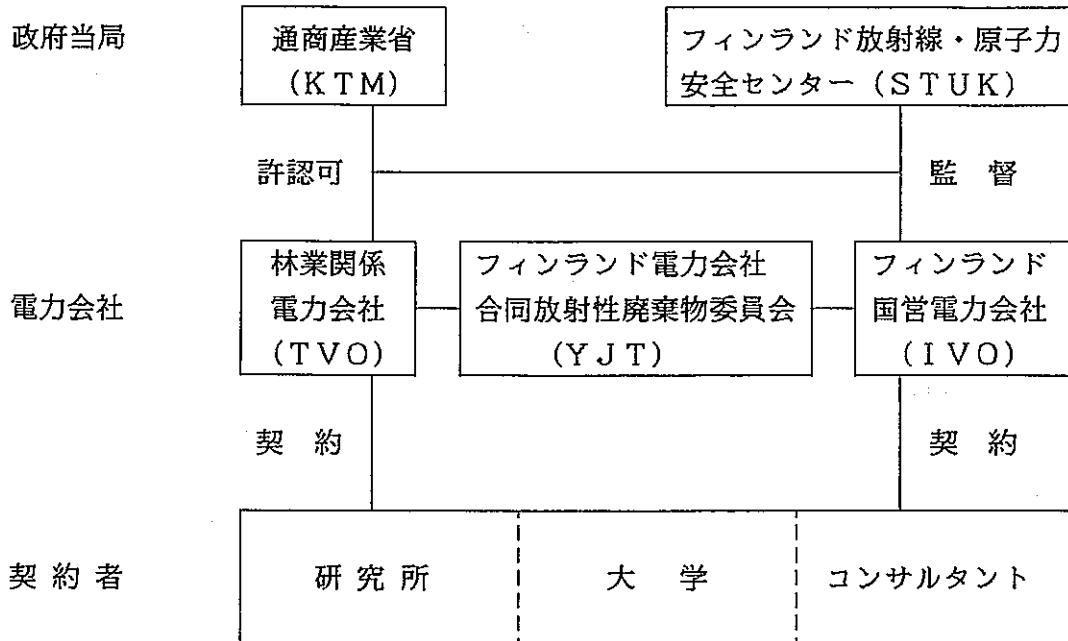 政府当局
通商産業省
(ＫＴＭ)
フィンランド放射線・原子力
安全センター (ＳＴＵＫ)
許認可
監　督
電力会社
林業関係
電力会社
(ＴＶＯ)
フィンランド電力会社
合同放射性廃棄物委員会
(ＹＪＴ)
フィンランド
国営電力会社
(ＩＶＯ)
契　約
契　約
契 約 者
研 究 所
大　学
コンサルタント